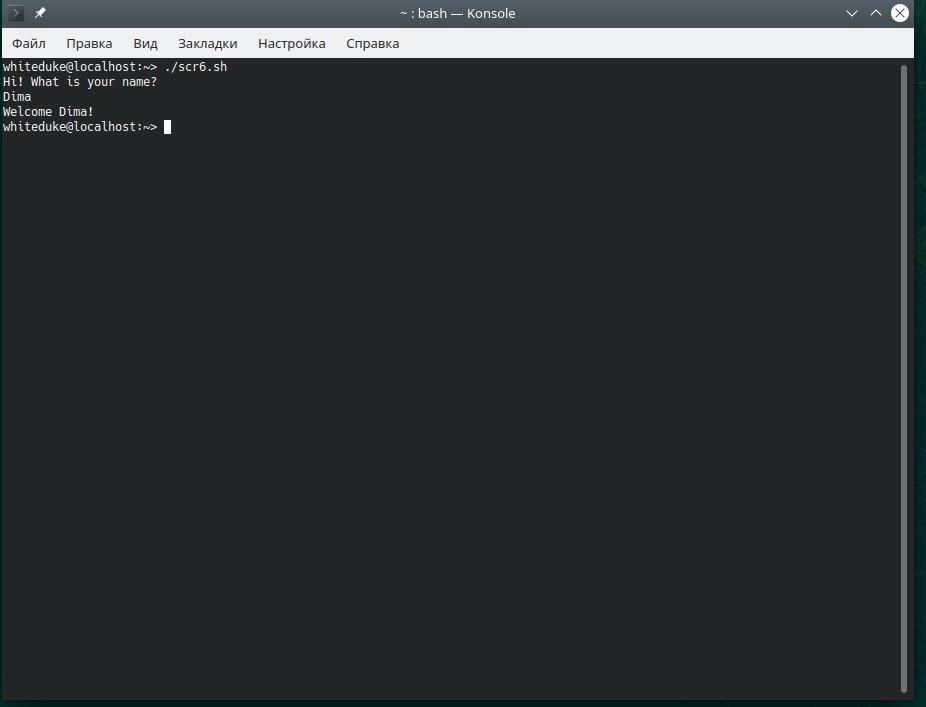 ~ : bash — Konsole
Файл Правка Вид Закладки Настройка Справка
whiteduke@localhost:~> ./scr6.sh
Hi! What is your name?
Dima
Welcome Dima!
whiteduke@localhost:~>